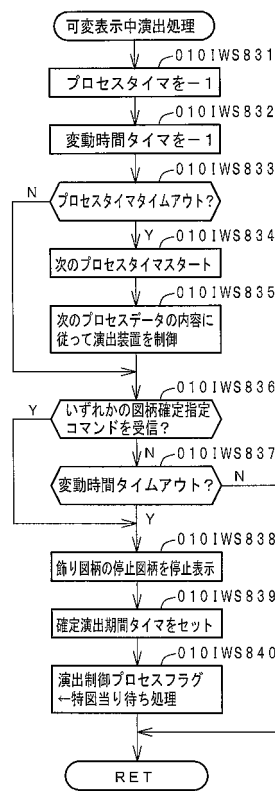 可変表示中演出処理
010IWS831
プロセスタイマを－1
010IWS832
変動時間タイマを－1
010IWS833
N
プロセスタイマタイムアウト？
Y
010IWS834
次のプロセスタイマスタート
010IWS835
次のプロセスデータの内容に
従って演出装置を制御
010IWS836
Y
いずれかの図柄確定指定
コマンドを受信？
N
010IWS837
変動時間タイムアウト？
N
Y
010IWS838
飾り図柄の停止図柄を停止表示
010IWS839
確定演出期間タイマをセット
010IWS840
演出制御プロセスフラグ
←特図当り待ち処理
RET